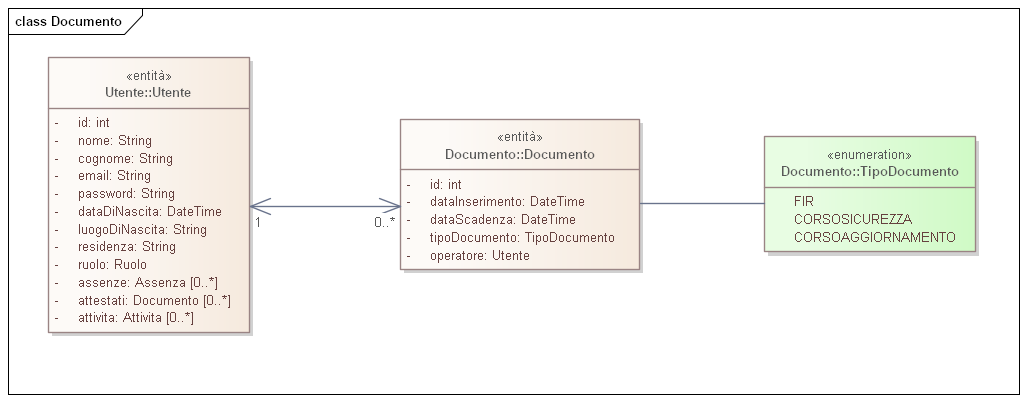 class Documento
«entità»
Utente::Utente
- id: int
- nome: String
- cognome: String
- email: String
- password: String
- dataDiNascita: DateTime
- luogoDiNascita: String
- residenza: String
- ruolo: Ruolo
- assenze: Assenza [0..*]
- attestati: Documento [0..*]
- attivita: Attivita [0..*]
1
0..*
«entità»
Documento::Documento
- id: int
- dataInserimento: DateTime
- dataScadenza: DateTime
- tipoDocumento: TipoDocumento
- operatore: Utente
«enumeration»
Documento::TipoDocumento
FIR
CORSOSICUREZZA
CORSOAGGIORNAMENTO